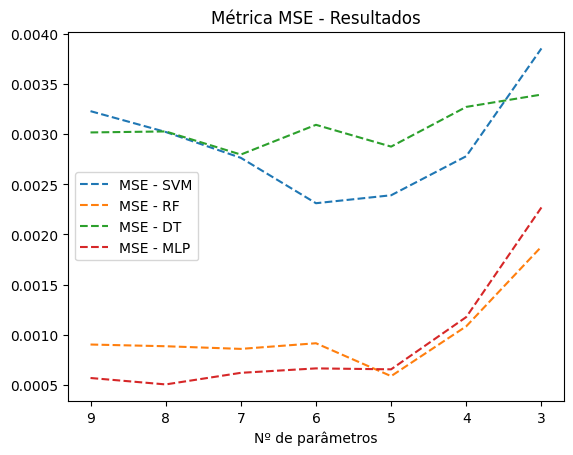 Métrica MSE - Resultados
0.0040
0.0035
0.0030
0.0025
0.0020
0.0015
0.0010
0.0005
MSE - SVM
MSE - RF
MSE - DT
MSE - MLP
9 8 7 6 5 4 3
Nº de parâmetros